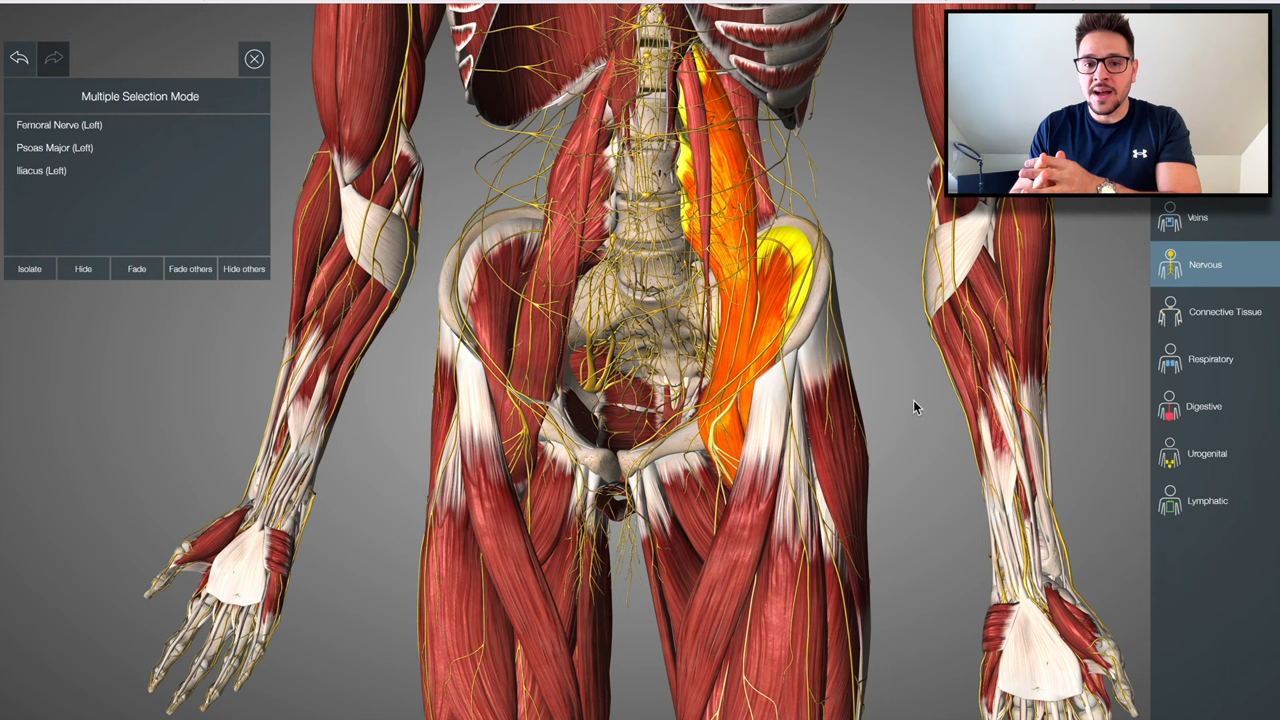 Multiple Selection Mode
Femoral Nerve (Left)
Psoas Major (Left)
Iliacus (Left)
Isolate
Hide
Fade
Fade others
Hide others
Veins
Nervous
Connective Tissue
Respiratory
Digestive
Urogenital
Lymphatic